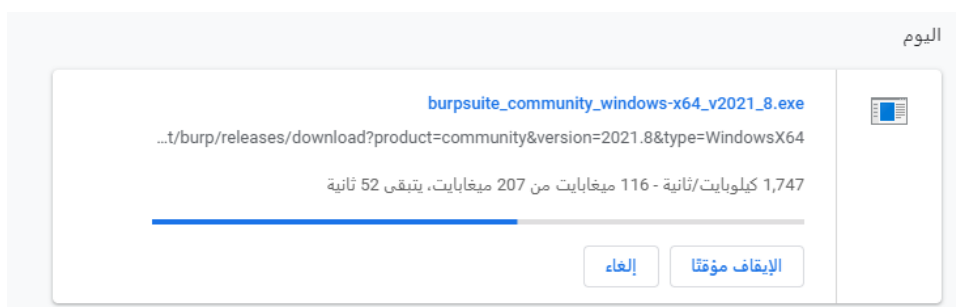 اليوم
burpsuite_community_windows-x64_v2021_8.exe
...t/burp/releases/download?product=community&version=2021.8&type=WindowsX64
1,747 كيلوبايت/ثانية - 116 ميغابايت من 207 ميغابايت، يتبقى 52 ثانية
الإيقاف مؤقتًا
إلغاء